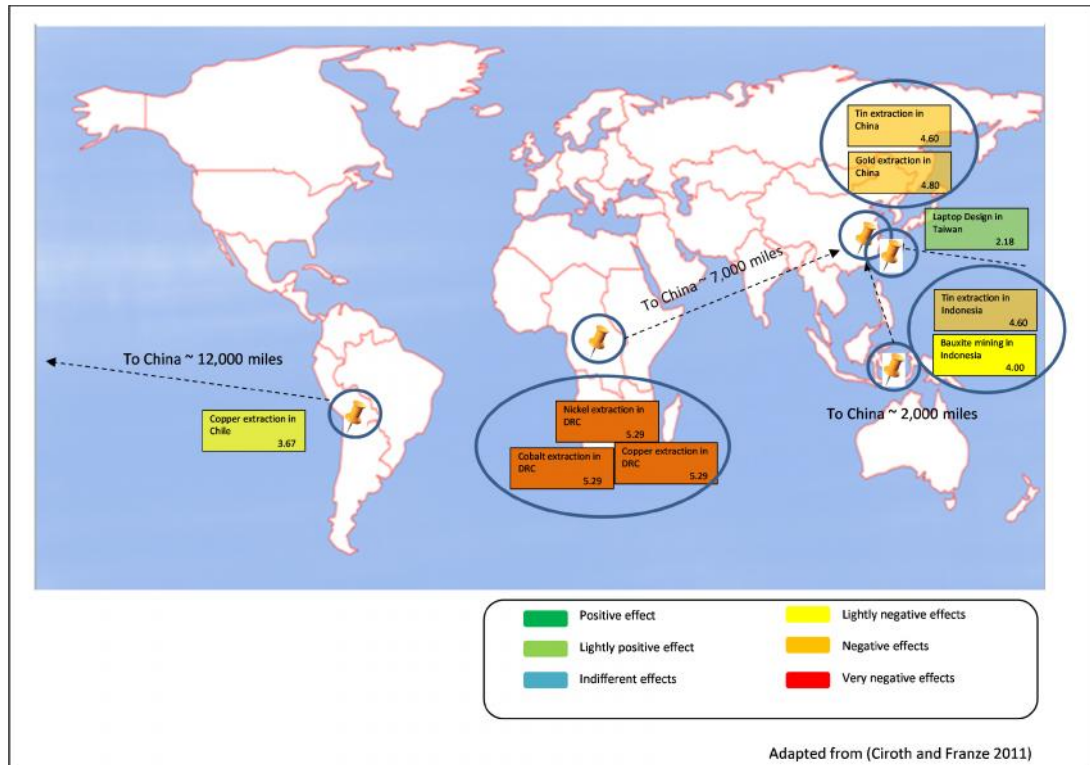 Tin extraction in
China
4.60
Gold extraction in
China
4.80
Laptop Design in
Taiwan
2.18
To China ~ 7,000 miles
Tin extraction in
Indonesia
4.60
Bauxite mining in
Indonesia
4.00
To China ~ 12,000 miles
To China ~ 2,000 miles
Copper extraction in
Chile
3.67
Nickel extraction in
DRC
5.29
Cobalt extraction in
DRC
5.29
Copper extraction in
DRC
5.29
Positive effect
Lightly positive effect
Indifferent effects
Lightly negative effects
Negative effects
Very negative effects
Adapted from (Ciroth and Franze 2011)